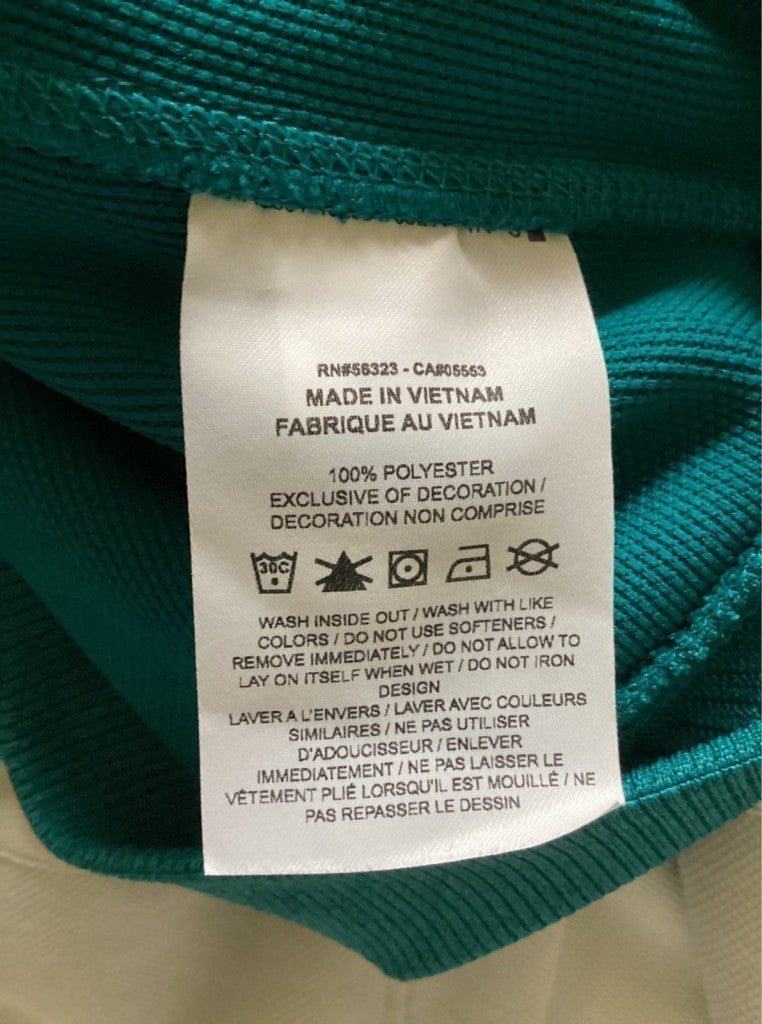 RN#56323 - CA#05553
MADE IN VIETNAM
FABRIQUE AU VIETNAM
100% POLYESTER
EXCLUSIVE OF DECORATION /
DECORATION NON COMPRISE
30C
WASH INSIDE OUT / WASH WITH LIKE
COLORS / DO NOT USE SOFTENERS /
REMOVE IMMEDIATELY / DO NOT ALLOW TO
LAY ON ITSELF WHEN WET / DO NOT IRON
DESIGN
LAVER A L'ENVERS / LAVER AVEC COULEURS
SIMILAIRES / NE PAS UTILISER
D'ADOUCISSEUR / ENLEVER
IMMEDIATEMENT / NE PAS LAISSER LE
VÊTEMENT PLIÉ LORSQU'IL EST MOUILLÉ / NE
PAS REPASSER LE DESSIN